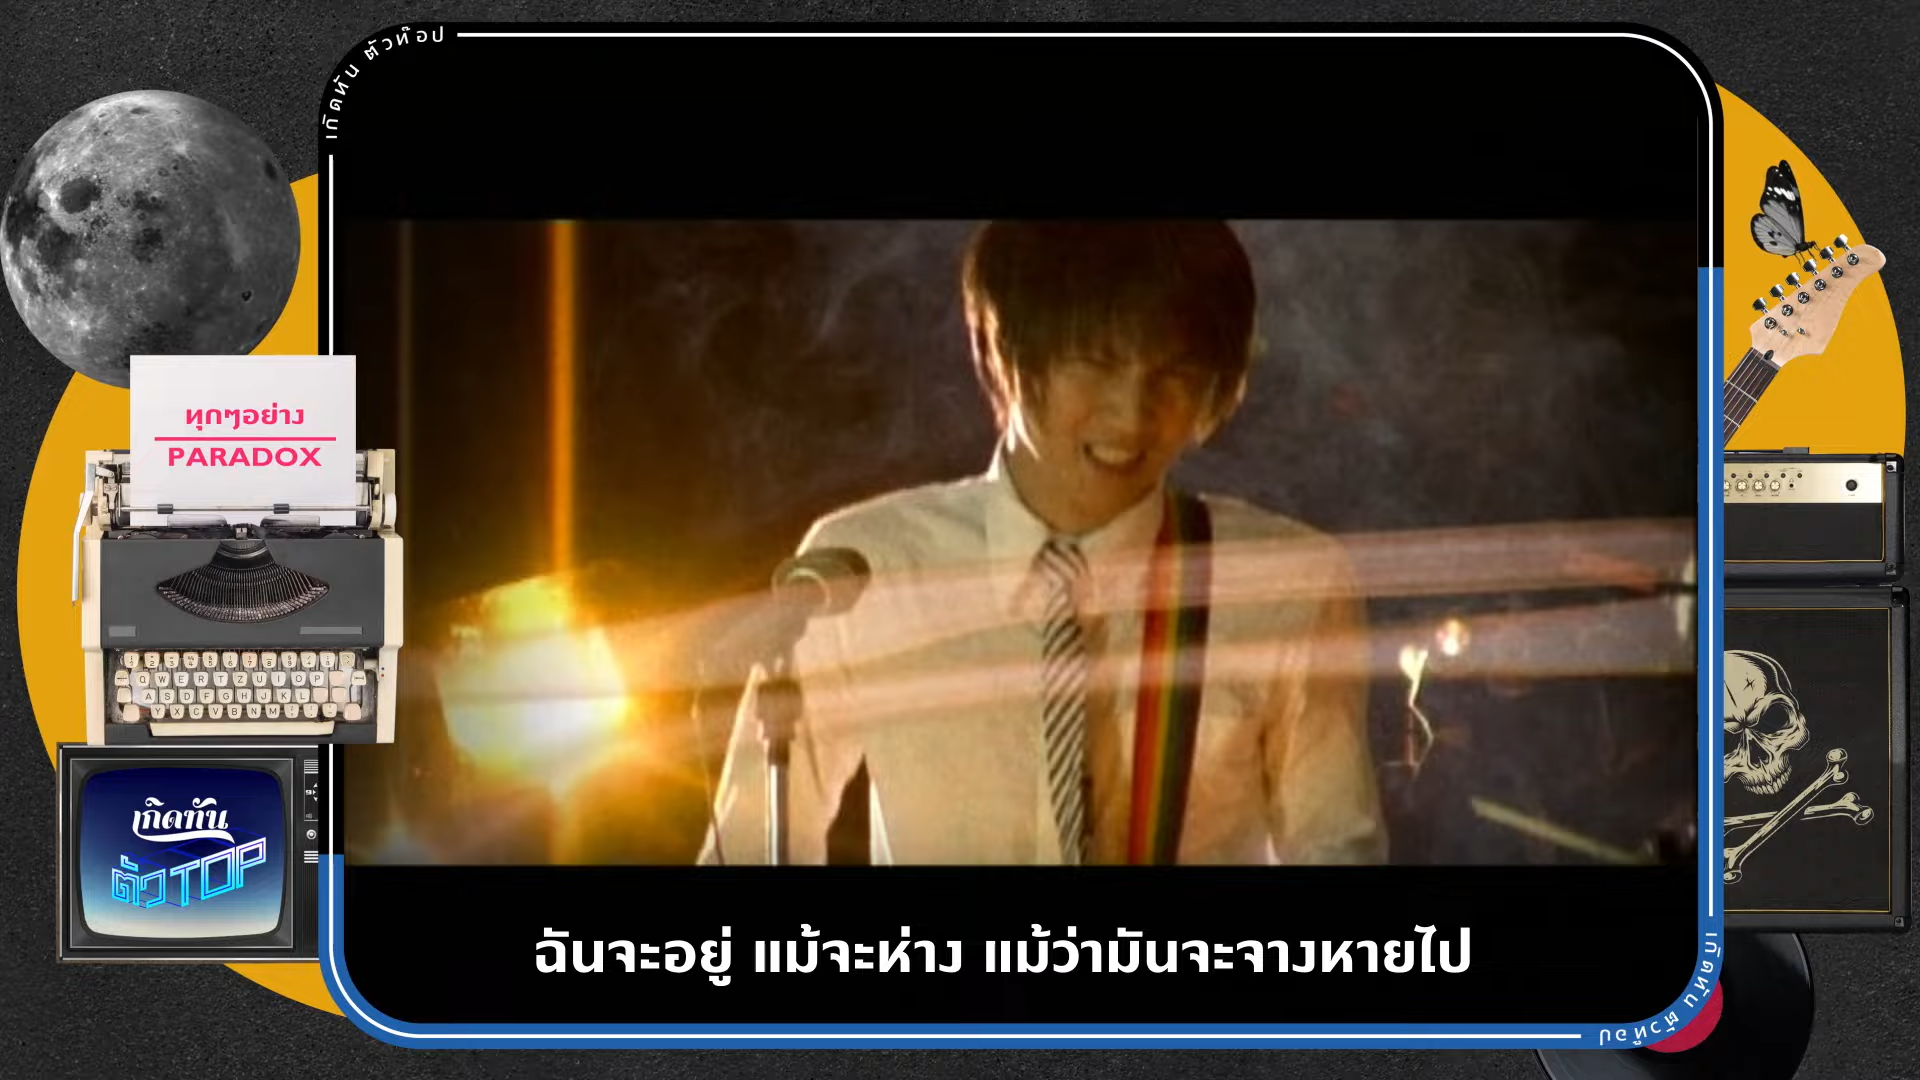 เกิดทัน ตัวท็อป
ทุกๆอย่าง
PARADOX
Q W E R T Z U I O P
A S D F G H J K L
Y X C V B N M
เกิดทัน
ตัวTOP
ฉันจะอยู่ แม้จะห่าง แม้ว่ามันจะจางหายไป
เกิดทัน ตัวท็อป